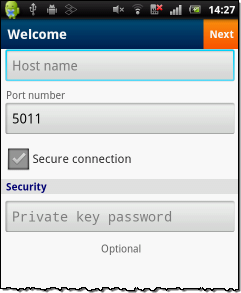 14:27
Welcome
Next
Host name
Port number
5011
Secure connection
Security
Private key password
Optional